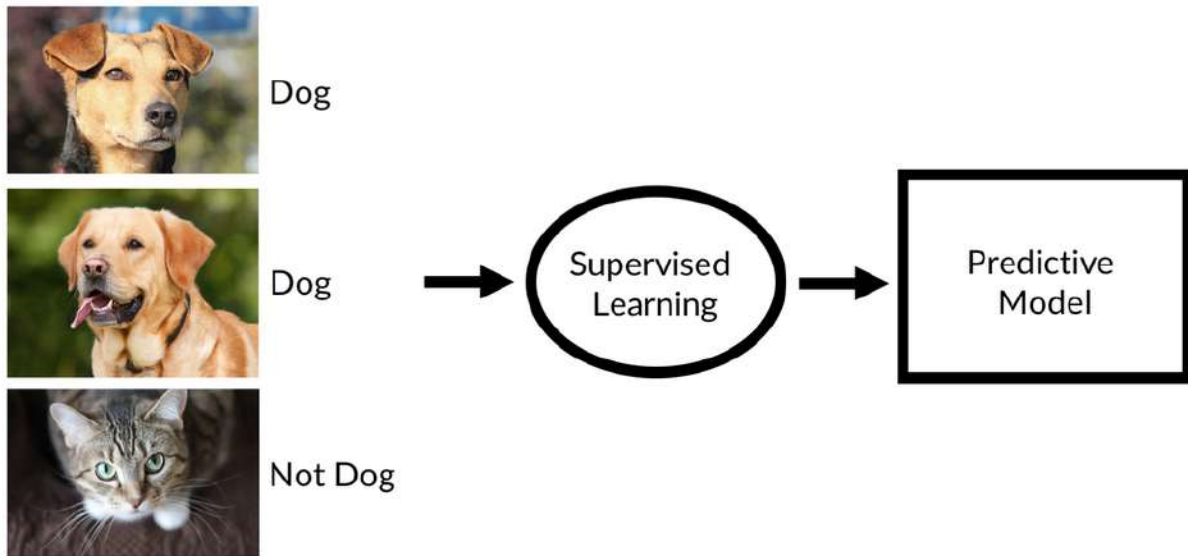 Dog
Dog
Not Dog
Supervised
Learning
Predictive
Model